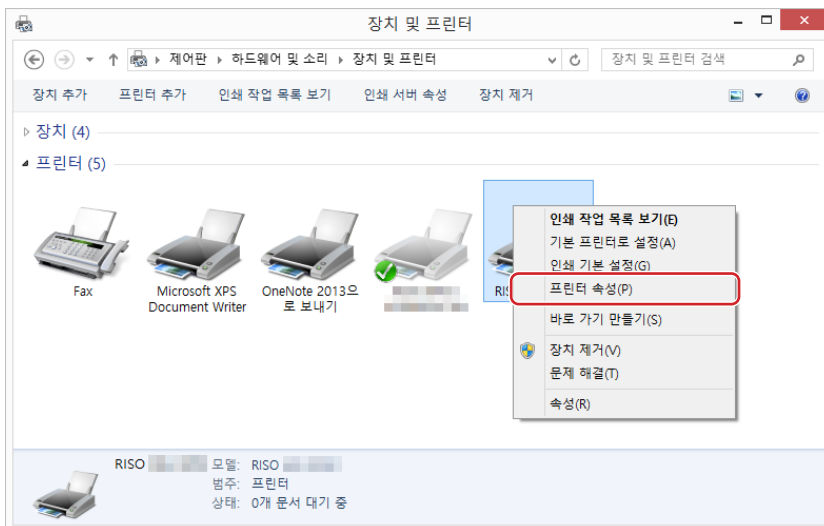 장치 및 프린터
제어판 ▸ 하드웨어 및 소리 ▸ 장치 및 프린터
장치 및 프린터 검색
장치 추가 프린터 추가 인쇄 작업 목록 보기 인쇄 서버 속성 장치 제거
장치 (4)
프린터 (5)
Fax
Microsoft XPS
Document Writer
OneNote 2013으
로 보내기
인쇄 작업 목록 보기(E)
기본 프린터로 설정(A)
인쇄 기본 설정(G)
프린터 속성(P)
바로 가기 만들기(S)
장치 제거(V)
문제 해결(T)
속성(R)
RISO 모델: RISO
범주: 프린터
상태: 0개 문서 대기 중